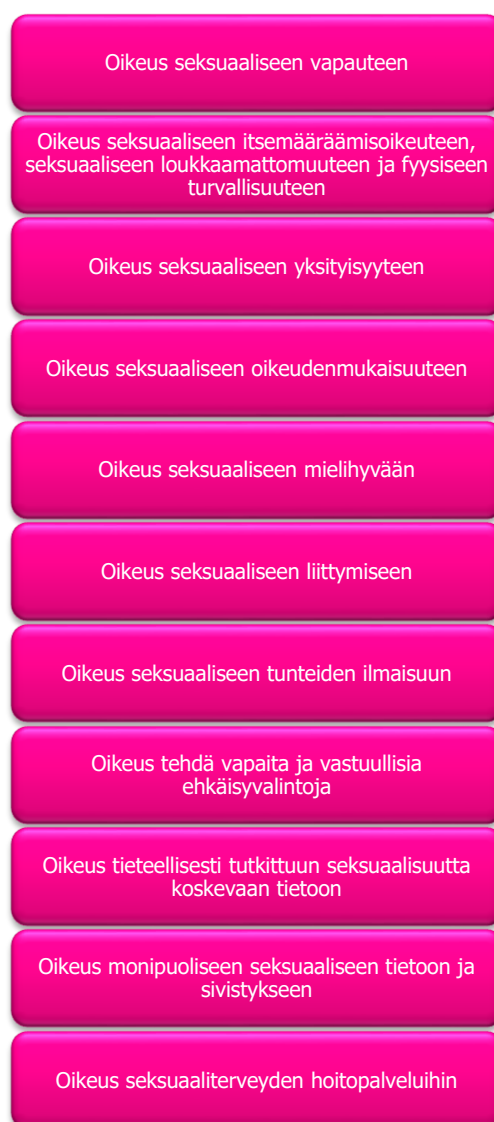 Oikeus seksuaaliseen vapauteen
Oikeus seksuaaliseen itsemääräämisoikeuteen,
seksuaaliseen loukkaamattomuuteen ja fyysiseen
turvallisuuteen
Oikeus seksuaaliseen yksityisyyteen
Oikeus seksuaaliseen oikeudenmukaisuuteen
Oikeus seksuaaliseen mielihyvään
Oikeus seksuaaliseen liittymiseen
Oikeus seksuaaliseen tunteiden ilmaisuun
Oikeus tehdä vapaita ja vastuullisia
ehkäisyvalintoja
Oikeus tieteellisesti tutkittuun seksuaalisuutta
koskevaan tietoon
Oikeus monipuoliseen seksuaaliseen tietoon ja
sivistykseen
Oikeus seksuaaliterveyden hoitopalveluihin